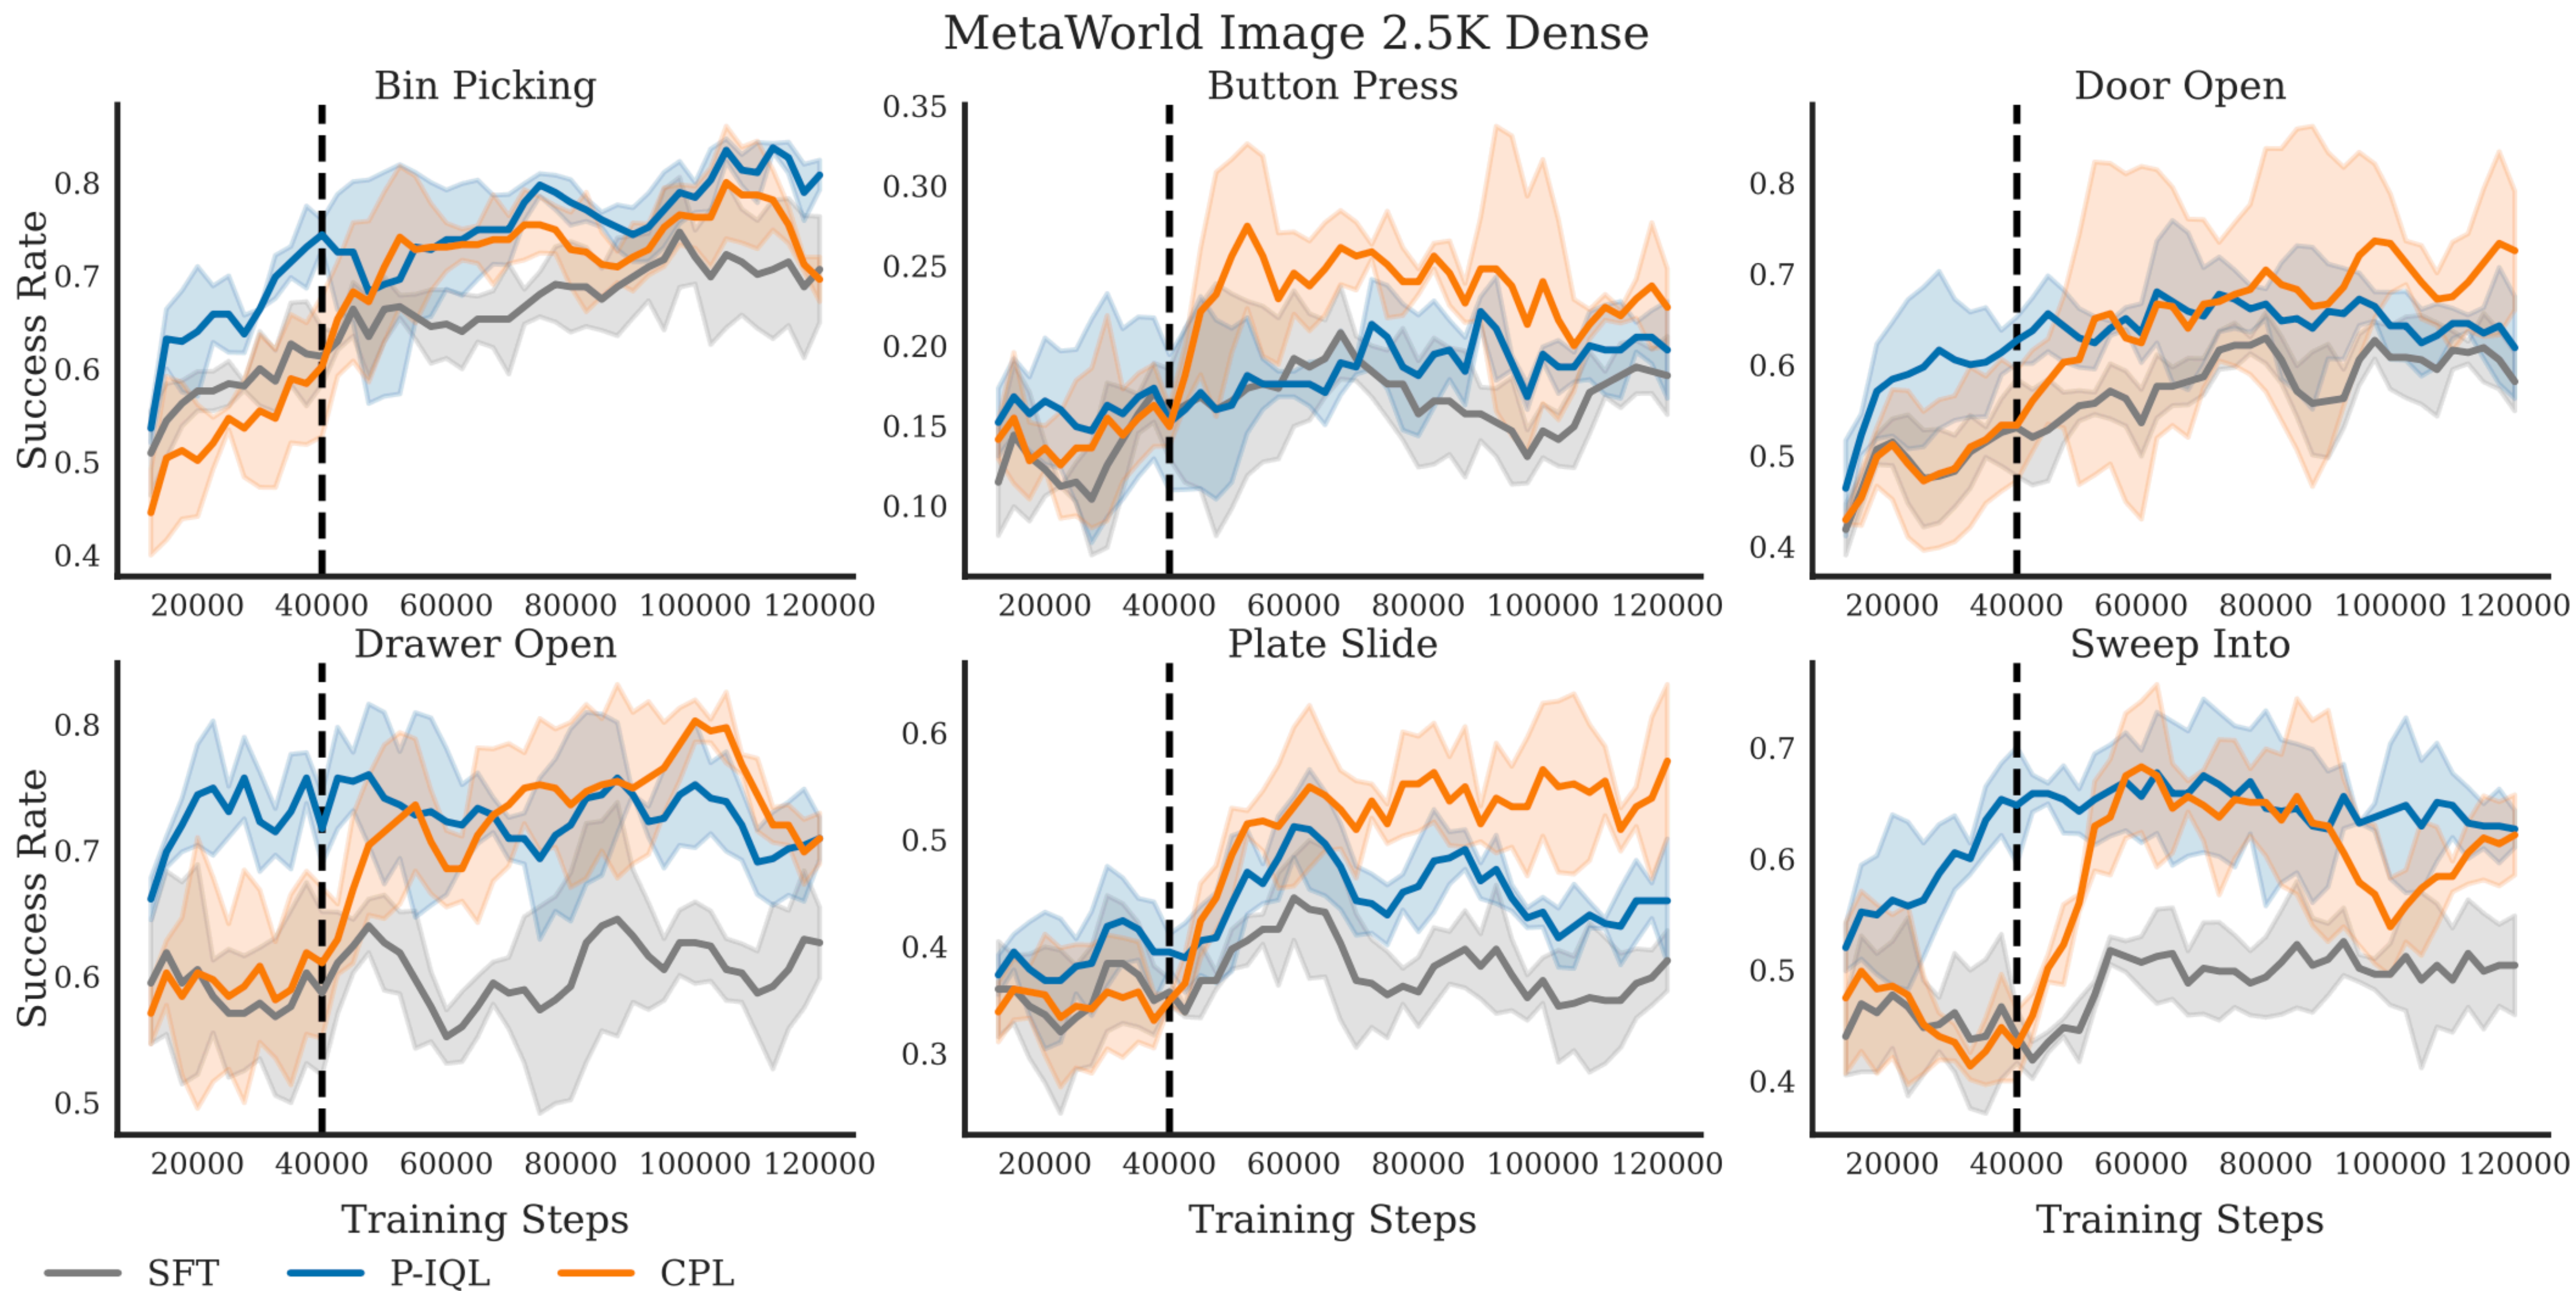 MetaWorld Image 2.5K Dense
Bin Picking
Button Press
Door Open
Success Rate
0.8
0.7
0.6
0.5
0.4
20000 40000 60000 80000 100000 120000
0.35
0.30
0.25
0.20
0.15
0.10
20000 40000 60000 80000 100000 120000
0.8
0.7
0.6
0.5
0.4
20000 40000 60000 80000 100000 120000
Drawer Open
Plate Slide
Sweep Into
Success Rate
0.8
0.7
0.6
0.5
20000 40000 60000 80000 100000 120000
Training Steps
0.6
0.5
0.4
0.3
20000 40000 60000 80000 100000 120000
Training Steps
0.7
0.6
0.5
0.4
20000 40000 60000 80000 100000 120000
Training Steps
SFT P-IQL CPL